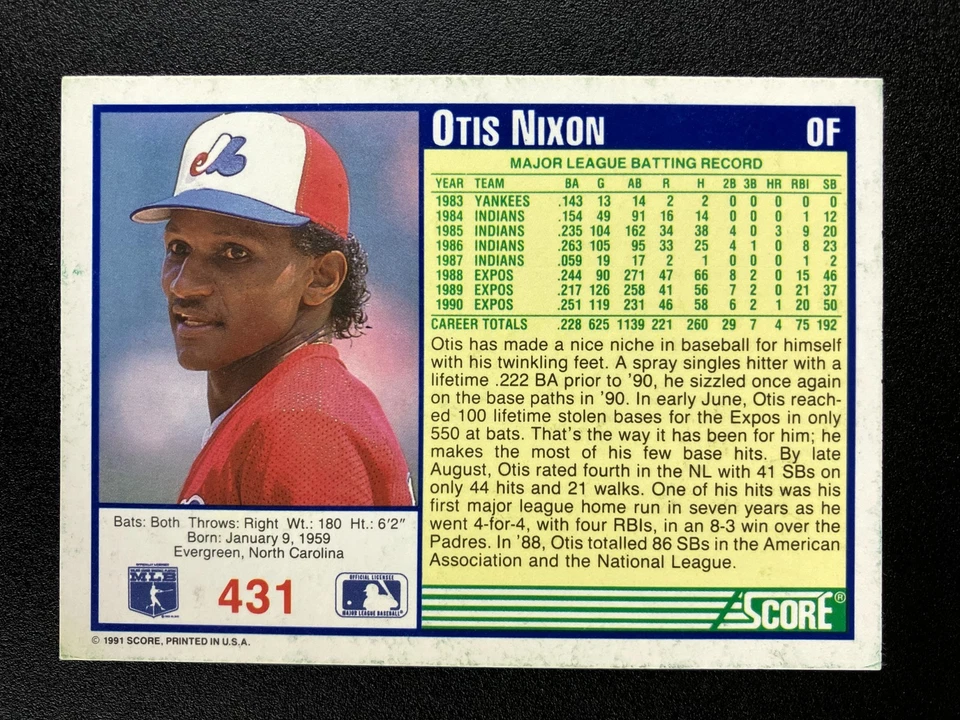 OTIS NIXON OF
MAJOR LEAGUE BATTING RECORD
YEAR TEAM BA G AB R H 2B 3B HR RBI SB
1983 YANKEES .143 13 14 2 2 0 0 0 0 0
1984 INDIANS .154 49 91 16 14 0 0 0 1 12
1985 INDIANS .235 104 162 34 38 4 0 3 9 20
1986 INDIANS .263 105 95 33 25 4 1 0 8 23
1987 INDIANS .059 19 17 2 1 0 0 0 1 2
1988 EXPOS .244 90 271 47 66 8 2 0 15 46
1989 EXPOS .217 126 258 41 56 7 2 0 21 37
1990 EXPOS .251 119 231 46 58 6 2 1 20 50
CAREER TOTALS .228 625 1139 221 260 29 7 4 75 192
Otis has made a nice niche in baseball for himself
with his twinkling feet. A spray singles hitter with a
lifetime .222 BA prior to '90, he sizzled once again
on the base paths in '90. In early June, Otis reach-
ed 100 lifetime stolen bases for the Expos in only
550 at bats. That's the way it has been for him; he
makes the most of his few base hits. By late
August, Otis rated fourth in the NL with 41 SBs on
only 44 hits and 21 walks. One of his hits was his
first major league home run in seven years as he
went 4-for-4, with four RBIs, in an 8-3 win over the
Padres. In '88, Otis totalled 86 SBs in the American
Association and the National League.
Bats: Both Throws: Right Wt.: 180 Ht.: 6'2"
Born: January 9, 1959
Evergreen, North Carolina
431
OFFICIAL LICENSEE
MAJOR LEAGUE BASEBALL
SCORE®
© 1991 SCORE, PRINTED IN U.S.A.